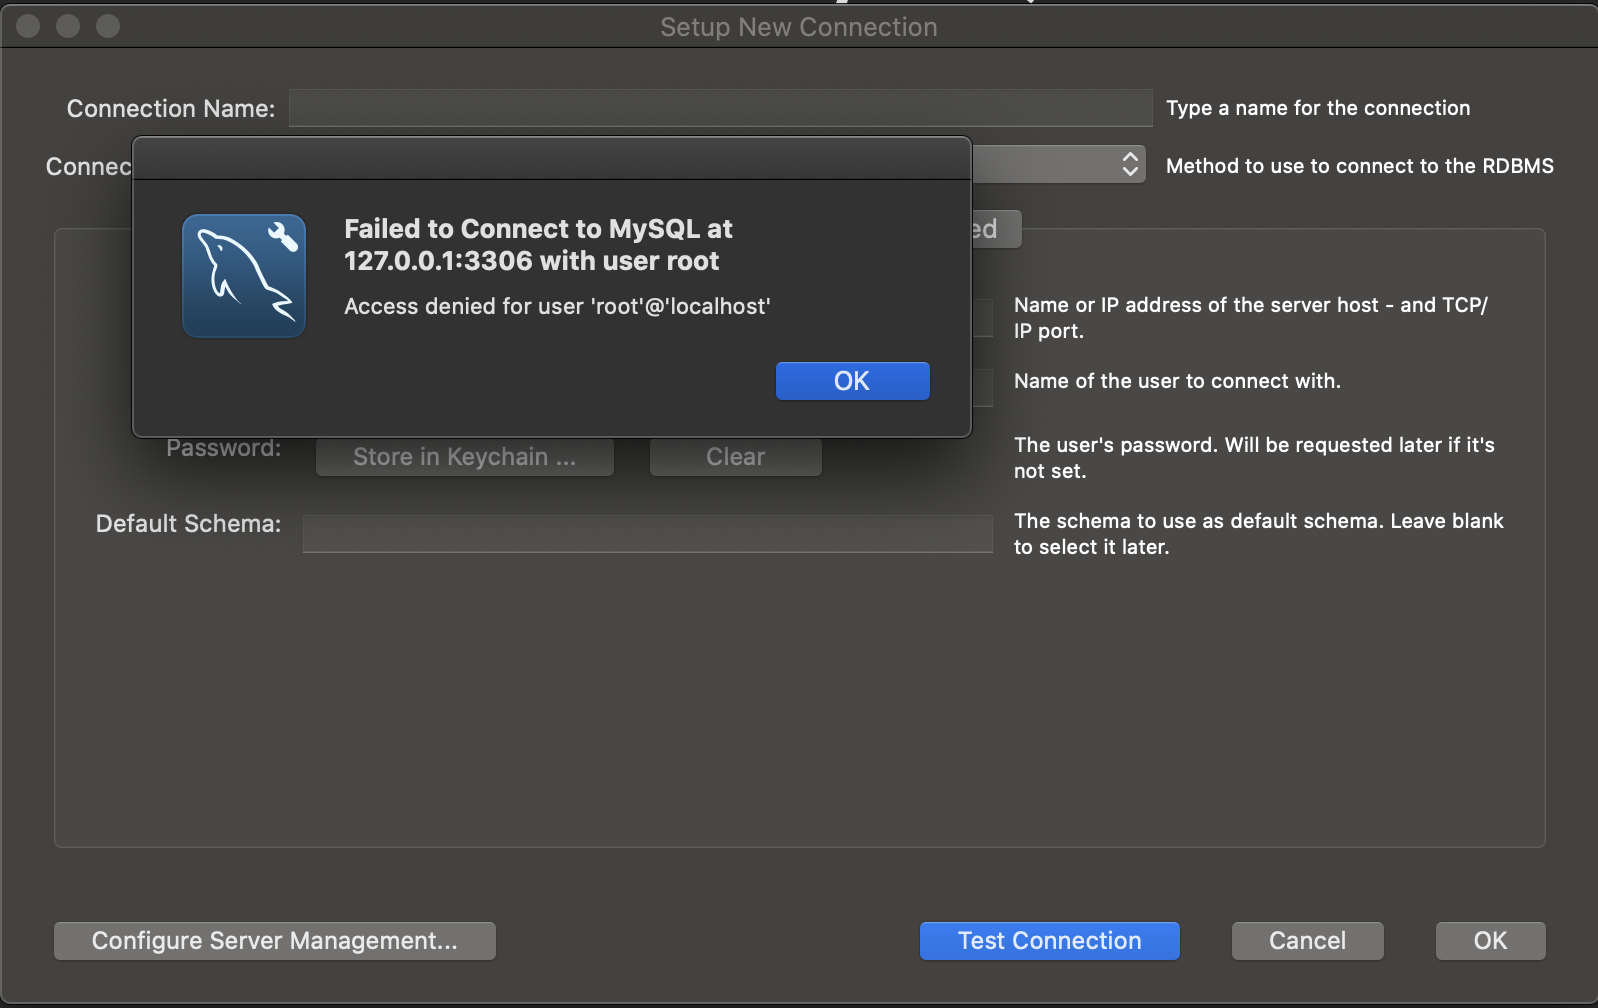 Setup New Connection
Connection Name:
Type a name for the connection
Connec
Method to use to connect to the RDBMS
ed
Failed to Connect to MySQL at
127.0.0.1:3306 with user root
Access denied for user 'root'@'localhost'
OK
Name or IP address of the server host - and TCP/
IP port.
Name of the user to connect with.
Password:
Store in Keychain ...
Clear
The user's password. Will be requested later if it's
not set.
Default Schema:
The schema to use as default schema. Leave blank
to select it later.
Configure Server Management...
Test Connection
Cancel
OK